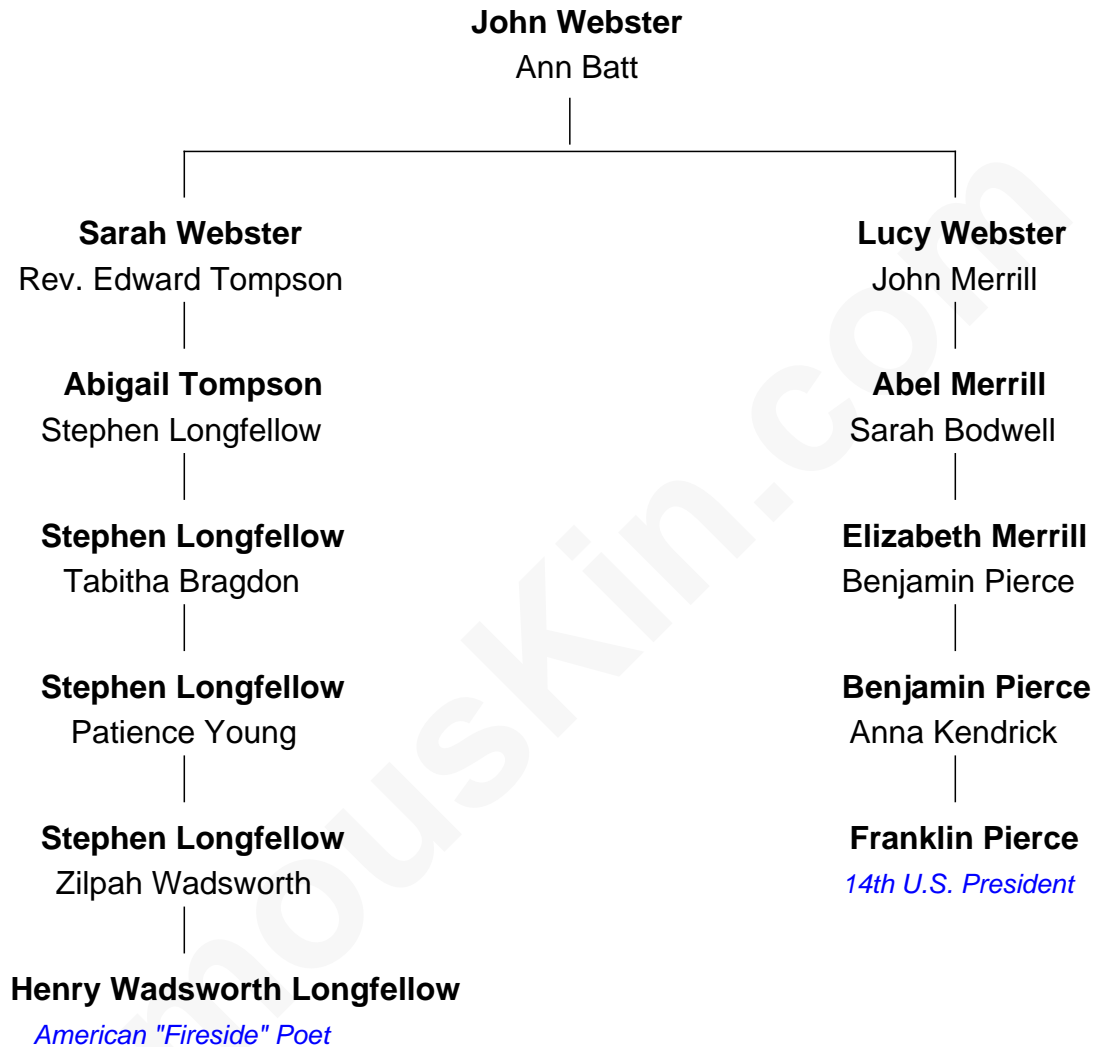 John Webster
Ann Batt
Sarah Webster
Rev. Edward Tompson
Lucy Webster
John Merrill
Abigail Tompson
Stephen Longfellow
Abel Merrill
Sarah Bodwell
Stephen Longfellow
Tabitha Bragdon
Elizabeth Merrill
Benjamin Pierce
Stephen Longfellow
Patience Young
Benjamin Pierce
Anna Kendrick
Stephen Longfellow
Zilpah Wadsworth
Franklin Pierce
14th U.S. President
Henry Wadsworth Longfellow
American "Fireside" Poet
mouskin.com